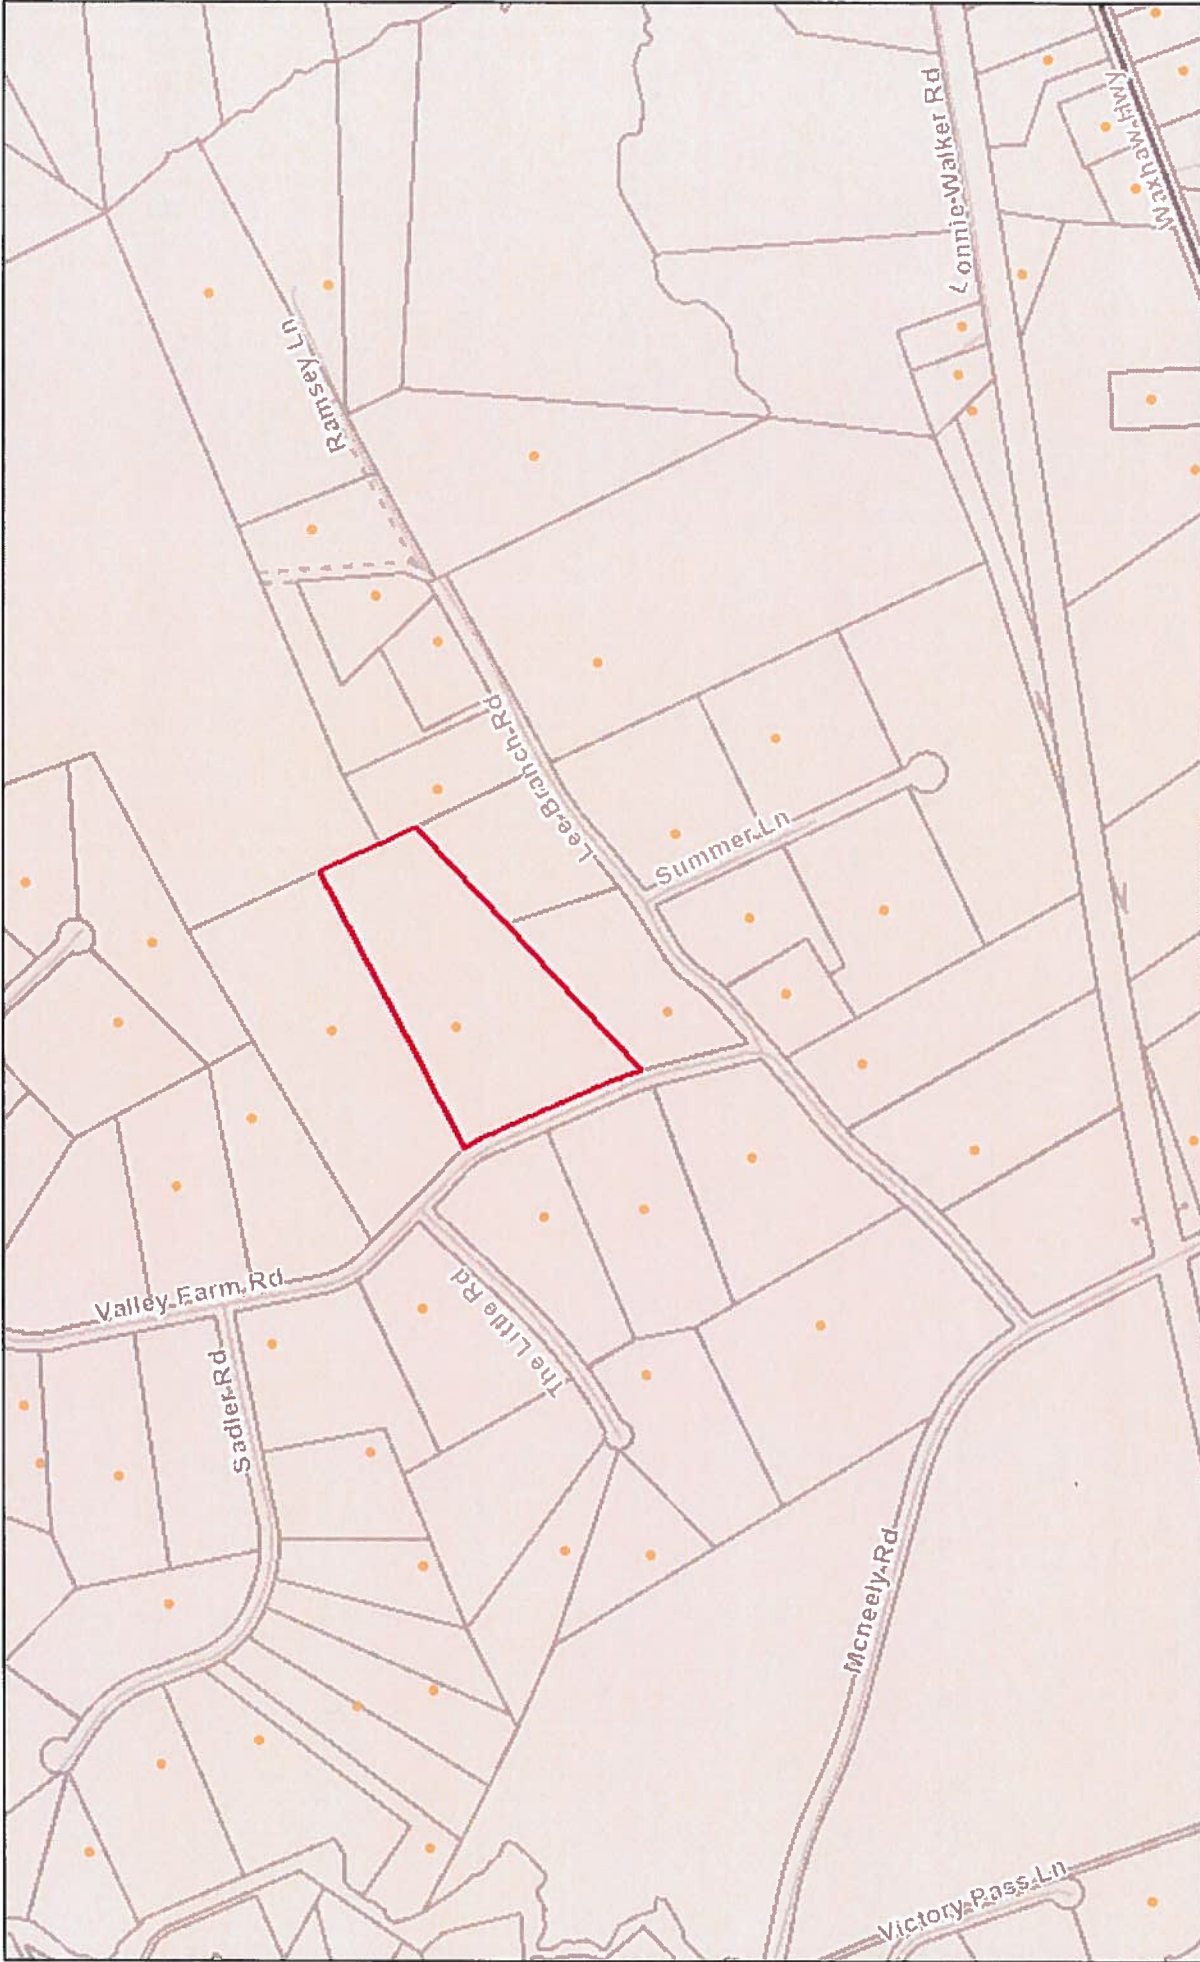 Lonnie-Walker Rd
Waxhaw-Hwy
Ramsey Ln
Lee-Branch-Rd
Summer-Ln
Valley-Farm-Rd
The Little Rd
Sadler-Rd
Mcneely-Rd
Victory Pass Ln